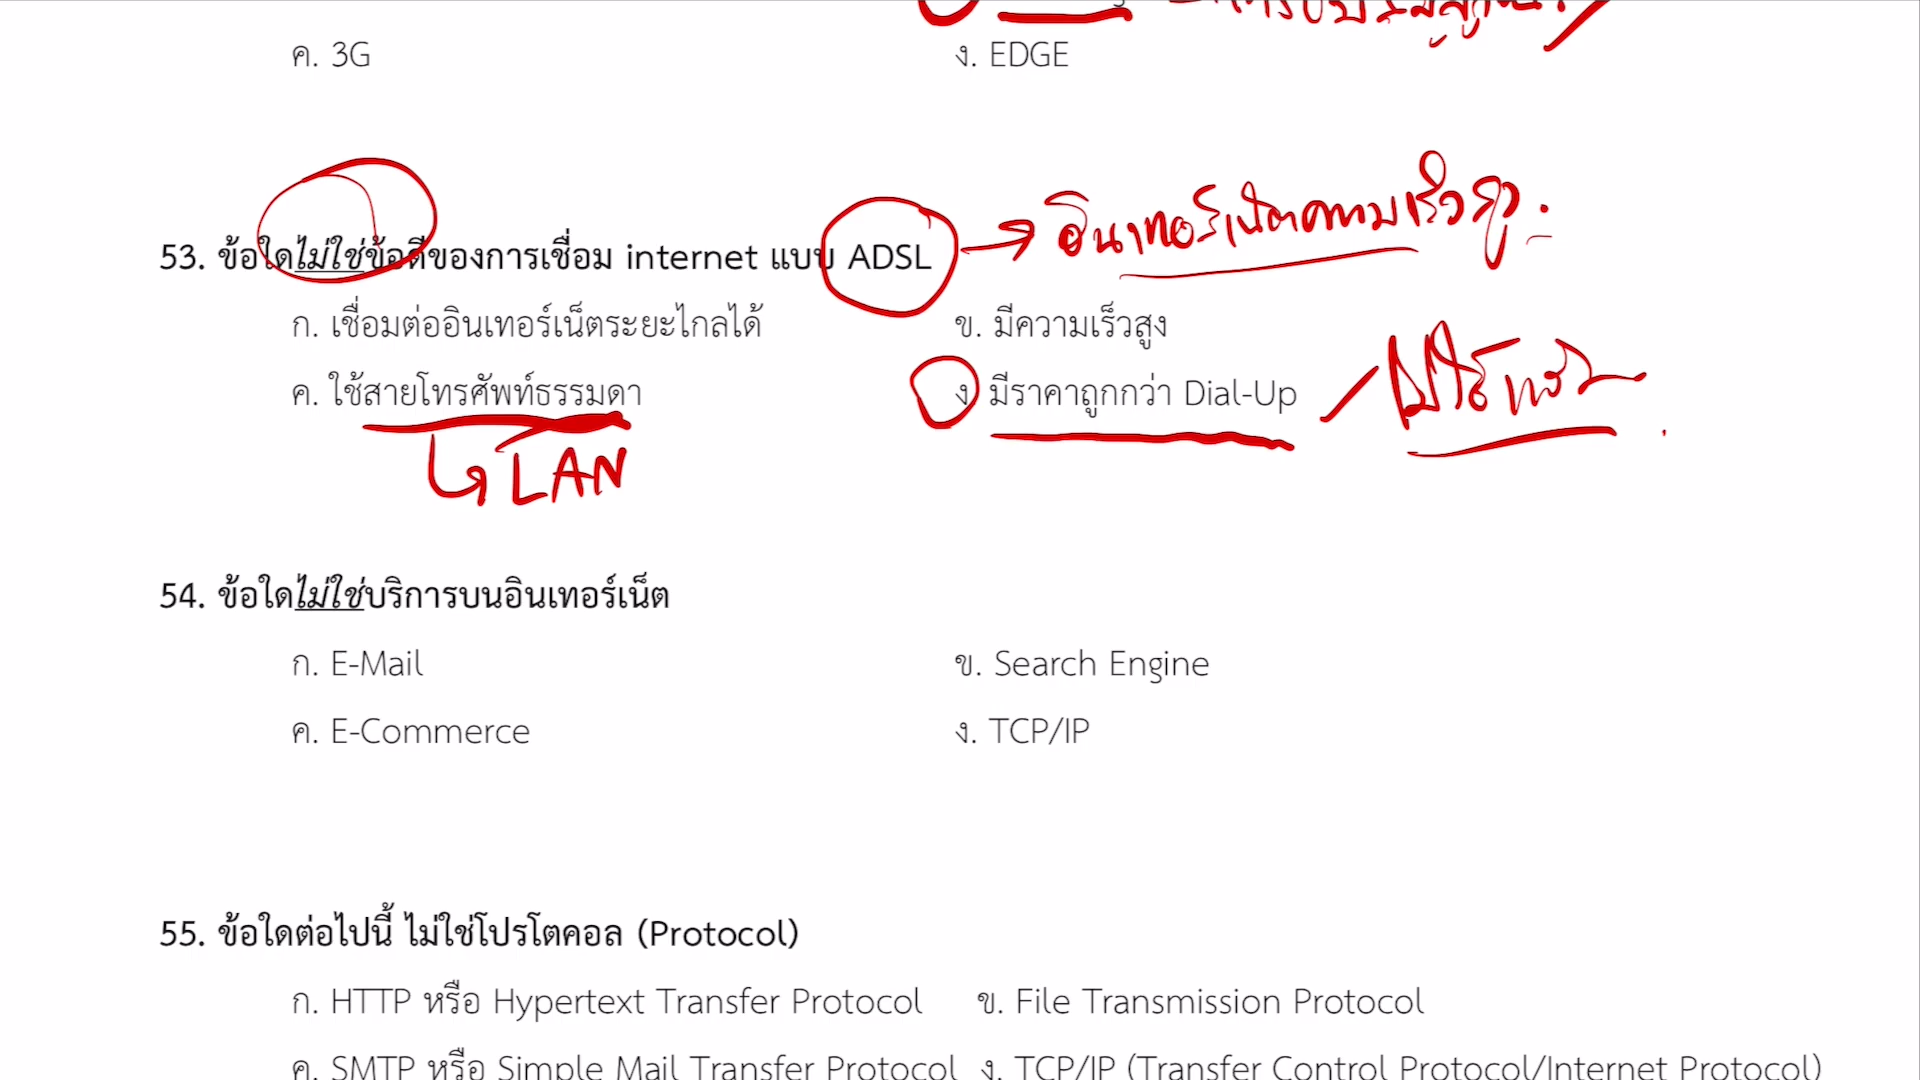 ค. 3G ง. EDGE
53. ข้อใดไม่ใช่ข้อดีของการเชื่อม internet แบบ ADSL → อินเทอร์เน็ตความเร็วสูง.
ก. เชื่อมต่ออินเทอร์เน็ตระยะไกลได้ ข. มีความเร็วสูง
ค. ใช้สายโทรศัพท์ธรรมดา ง. มีราคาถูกกว่า Dial-Up
LAN
54. ข้อใดไม่ใช่บริการบนอินเทอร์เน็ต
ก. E-Mail ข. Search Engine
ค. E-Commerce ง. TCP/IP
55. ข้อใดต่อไปนี้ ไม่ใช่โปรโตคอล (Protocol)
ก. HTTP หรือ Hypertext Transfer Protocol ข. File Transmission Protocol
ค. SMTP หรือ Simple Mail Transfer Protocol ง. TCP/IP (Transfer Control Protocol/Internet Protocol)